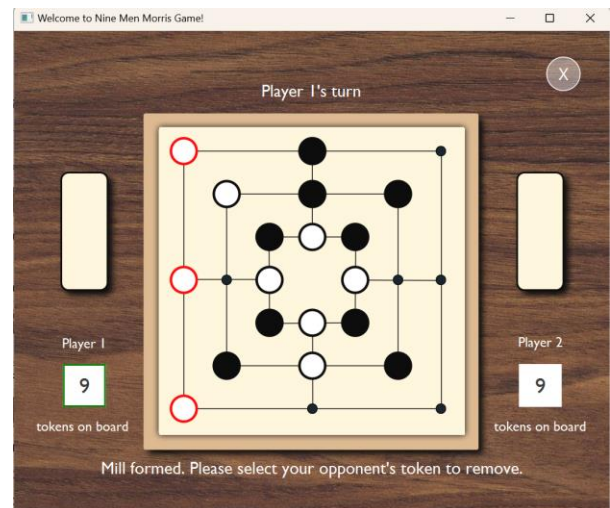 Welcome to Nine Men Morris Game!
X
Player 1's turn
Player 1
9
tokens on board
Player 2
9
tokens on board
Mill formed. Please select your opponent's token to remove.